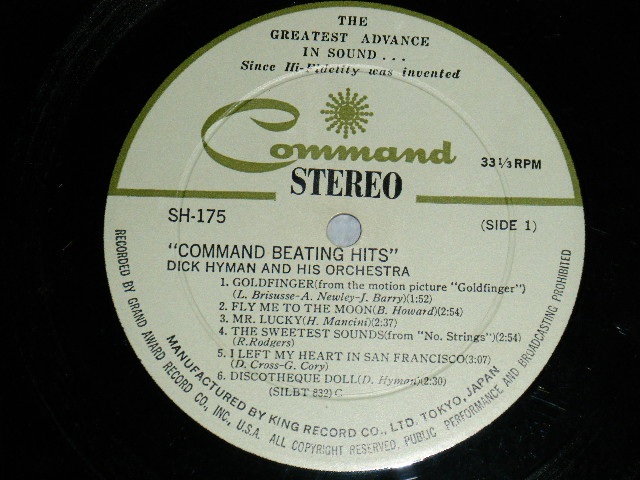 THE
GREATEST ADVANCE
IN SOUND...
Since Hi-Fidelity was invented
Command
33 1/3 RPM
STEREO
SH-175
(SIDE 1)
"COMMAND BEATING HITS"
DICK HYMAN AND HIS ORCHESTRA
1. GOLDFINGER(from the motion picture "Goldfinger")
(L. Brisusse-A. Newley-J. Barry)(1:52)
2. FLY ME TO THE MOON(B. Howard)(2:54)
3. MR. LUCKY(H. Mancini)(2:37)
4. THE SWEETEST SOUNDS(from "No. Strings")(2:54)
(R.Rodgers)
5. I LEFT MY HEART IN SAN FRANCISCO(3:07)
(D. Cross-G. Cory)
6. DISCOTHEQUE DOLL(D. Hyman)(2:30)
(SILBT 832) C
MANUFACTURED BY KING RECORD CO., LTD. TOKYO, JAPAN
RECORDED BY GRAND AWARD RECORD CO., INC., U.S.A. ALL COPYRIGHT RESERVED. PUBLIC PERFORMANCE AND BROADCASTING PROHIBITED